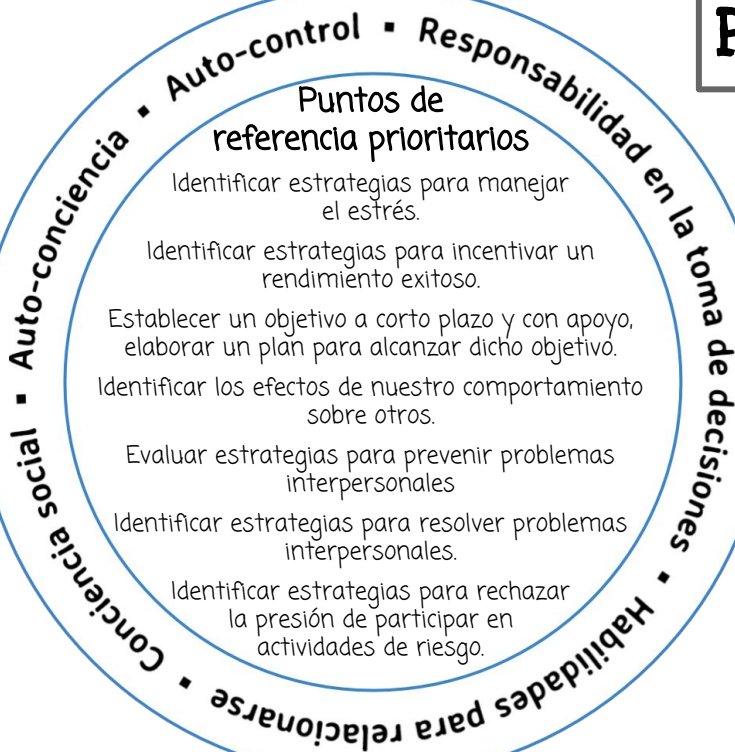 Auto-conciencia ▪ Auto-control ▪ Responsabilidad en la toma de decisiones ▪ Habilidades para relacionarse ▪ Conciencia social ▪
P
Puntos de
referencia prioritarios
Identificar estrategias para manejar
el estrés.
Identificar estrategias para incentivar un
rendimiento exitoso.
Establecer un objetivo a corto plazo y con apoyo,
elaborar un plan para alcanzar dicho objetivo.
Identificar los efectos de nuestro comportamiento
sobre otros.
Evaluar estrategias para prevenir problemas
interpersonales
Identificar estrategias para resolver problemas
interpersonales.
Identificar estrategias para rechazar
la presión de participar en
actividades de riesgo.